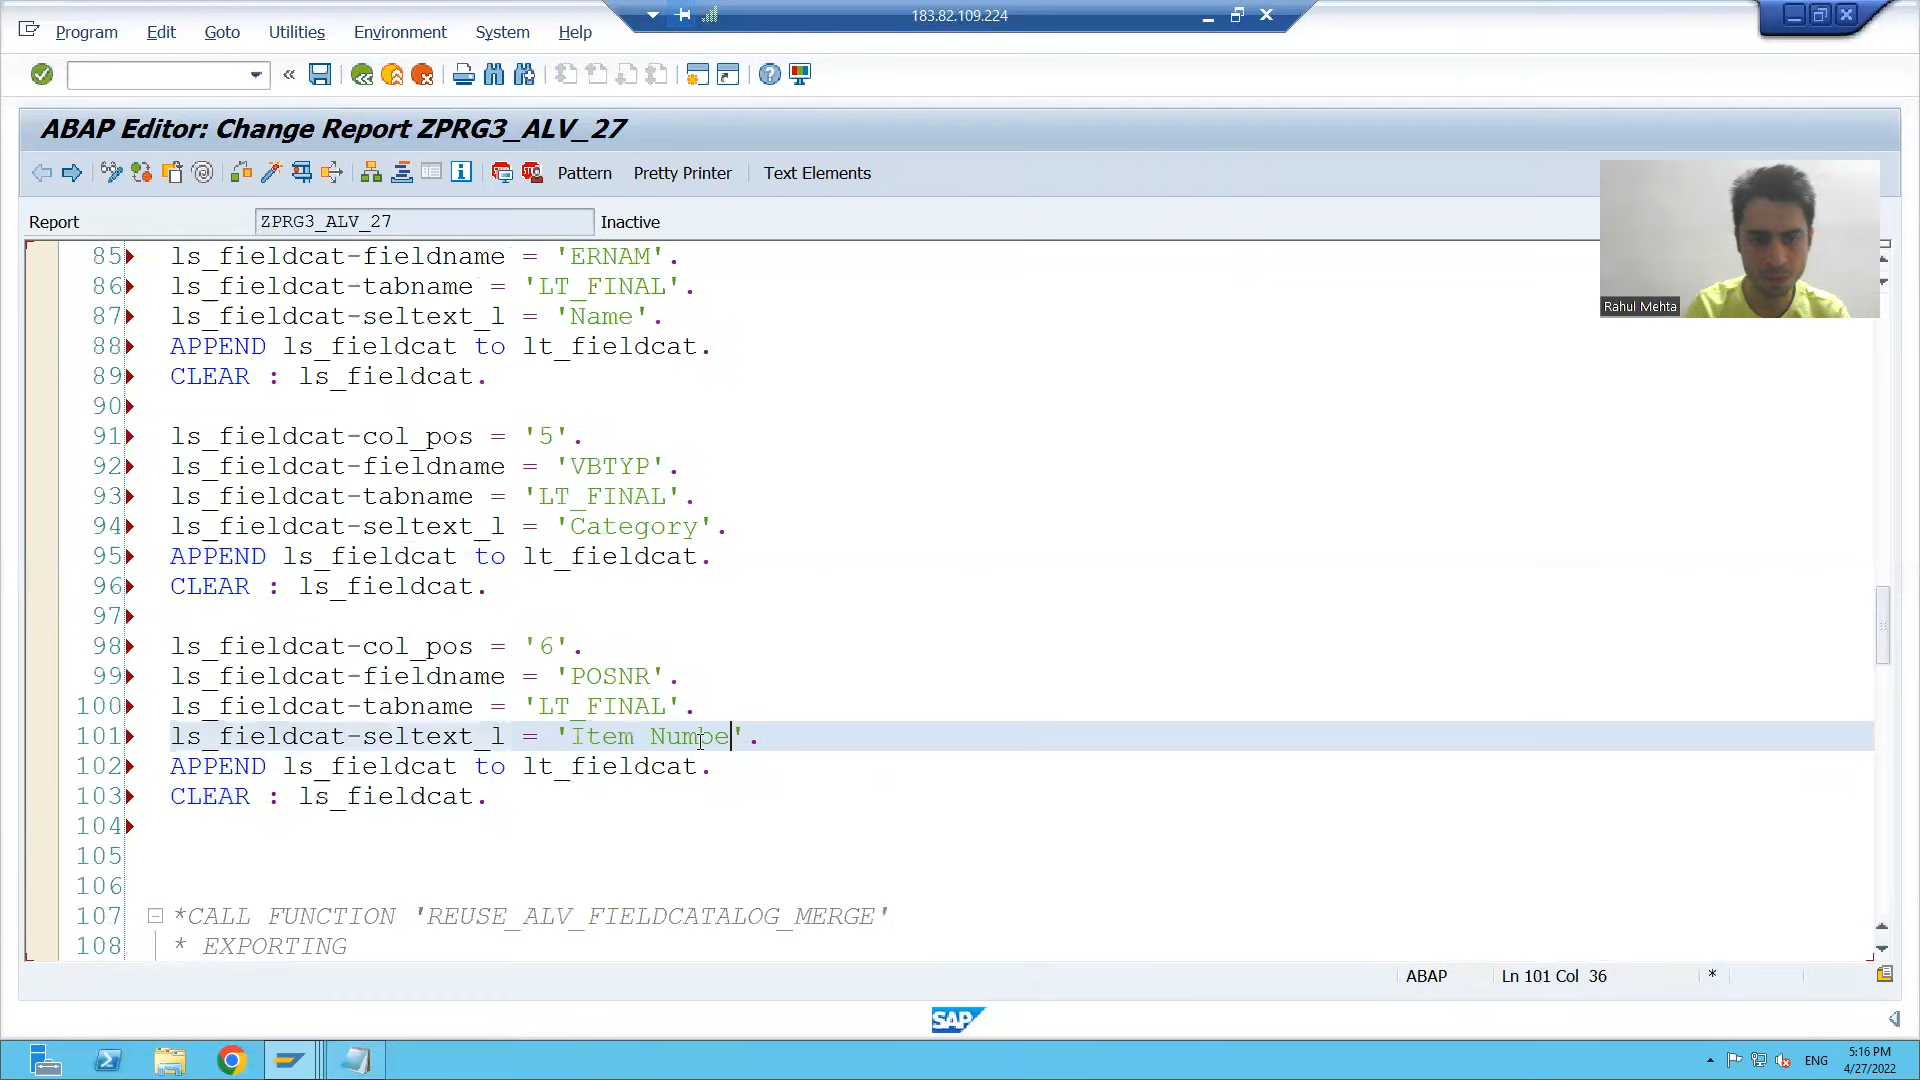 183.82.109.224
Program Edit Goto Utilities Environment System Help
ABAP Editor: Change Report ZPRG3_ALV_27
Pattern Pretty Printer Text Elements
Report ZPRG3_ALV_27 Inactive
Rahul Mehta
85 ls_fieldcat-fieldname = 'ERNAM'.
86 ls_fieldcat-tabname = 'LT_FINAL'.
87 ls_fieldcat-seltext_l = 'Name'.
88 APPEND ls_fieldcat to lt_fieldcat.
89 CLEAR : ls_fieldcat.
90
91 ls_fieldcat-col_pos = '5'.
92 ls_fieldcat-fieldname = 'VBTYP'.
93 ls_fieldcat-tabname = 'LT_FINAL'.
94 ls_fieldcat-seltext_l = 'Category'.
95 APPEND ls_fieldcat to lt_fieldcat.
96 CLEAR : ls_fieldcat.
97
98 ls_fieldcat-col_pos = '6'.
99 ls_fieldcat-fieldname = 'POSNR'.
100 ls_fieldcat-tabname = 'LT_FINAL'.
101 ls_fieldcat-seltext_l = 'Item Numbe'.
102 APPEND ls_fieldcat to lt_fieldcat.
103 CLEAR : ls_fieldcat.
104
105
106
107 *CALL FUNCTION 'REUSE_ALV_FIELDCATALOG_MERGE'
108 * EXPORTING
ABAP Ln 101 Col 36 *
SAP
ENG
5:16 PM
4/27/2022